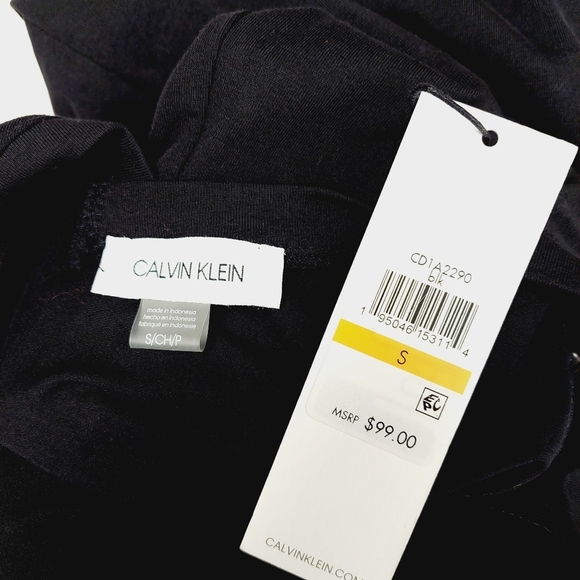 CALVIN KLEIN
made in Indonesia
hecho en Indonesia
fabriqué en Indonésie
S/CH/P
CD1A2290
blk
1 95046 15311 4
S
EPC
MSRP $99.00
CALVINKLEIN.COM